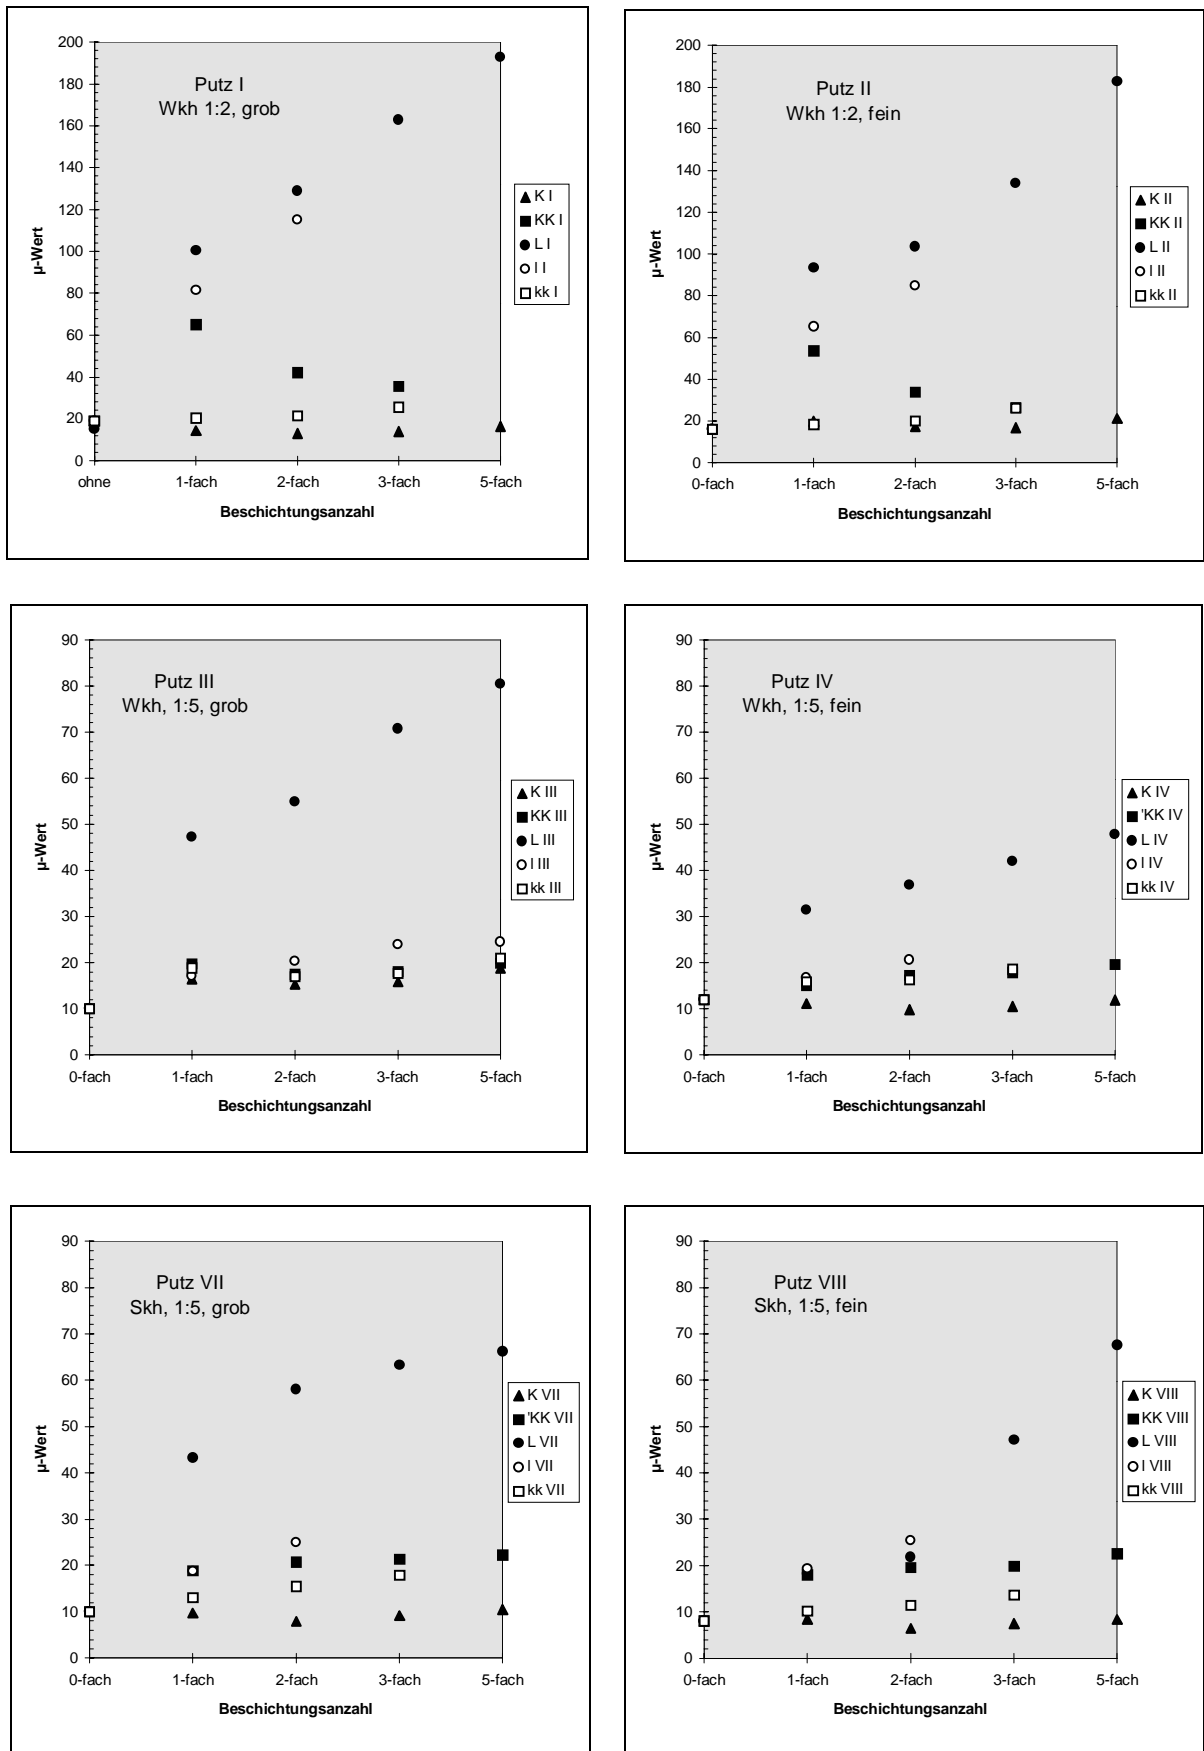 Putz I
Wkh 1:2, grob
200
180
160
140
120
100
80
60
40
20
0
µ-Wert
ohne 1-fach 2-fach 3-fach 5-fach
Beschichtungsanzahl
K I
KK I
L I
l I
kk I
Putz II
Wkh 1:2, fein
200
180
160
140
120
100
80
60
40
20
0
µ-Wert
0-fach 1-fach 2-fach 3-fach 5-fach
Beschichtungsanzahl
K II
KK II
L II
l II
kk II
Putz III
Wkh, 1:5, grob
90
80
70
60
50
40
30
20
10
0
µ-Wert
0-fach 1-fach 2-fach 3-fach 5-fach
Beschichtungsanzahl
K III
KK III
L III
l III
kk III
Putz IV
Wkh, 1:5, fein
90
80
70
60
50
40
30
20
10
0
µ-Wert
0-fach 1-fach 2-fach 3-fach 5-fach
Beschichtungsanzahl
K IV
'KK IV
L IV
l IV
kk IV
Putz VII
Skh, 1:5, grob
90
80
70
60
50
40
30
20
10
0
µ-Wert
0-fach 1-fach 2-fach 3-fach 5-fach
Beschichtungsanzahl
K VII
'KK VII
L VII
l VII
kk VII
Putz VIII
Skh, 1:5, fein
90
80
70
60
50
40
30
20
10
0
µ-Wert
0-fach 1-fach 2-fach 3-fach 5-fach
Beschichtungsanzahl
K VIII
KK VIII
L VIII
l VIII
kk VIII